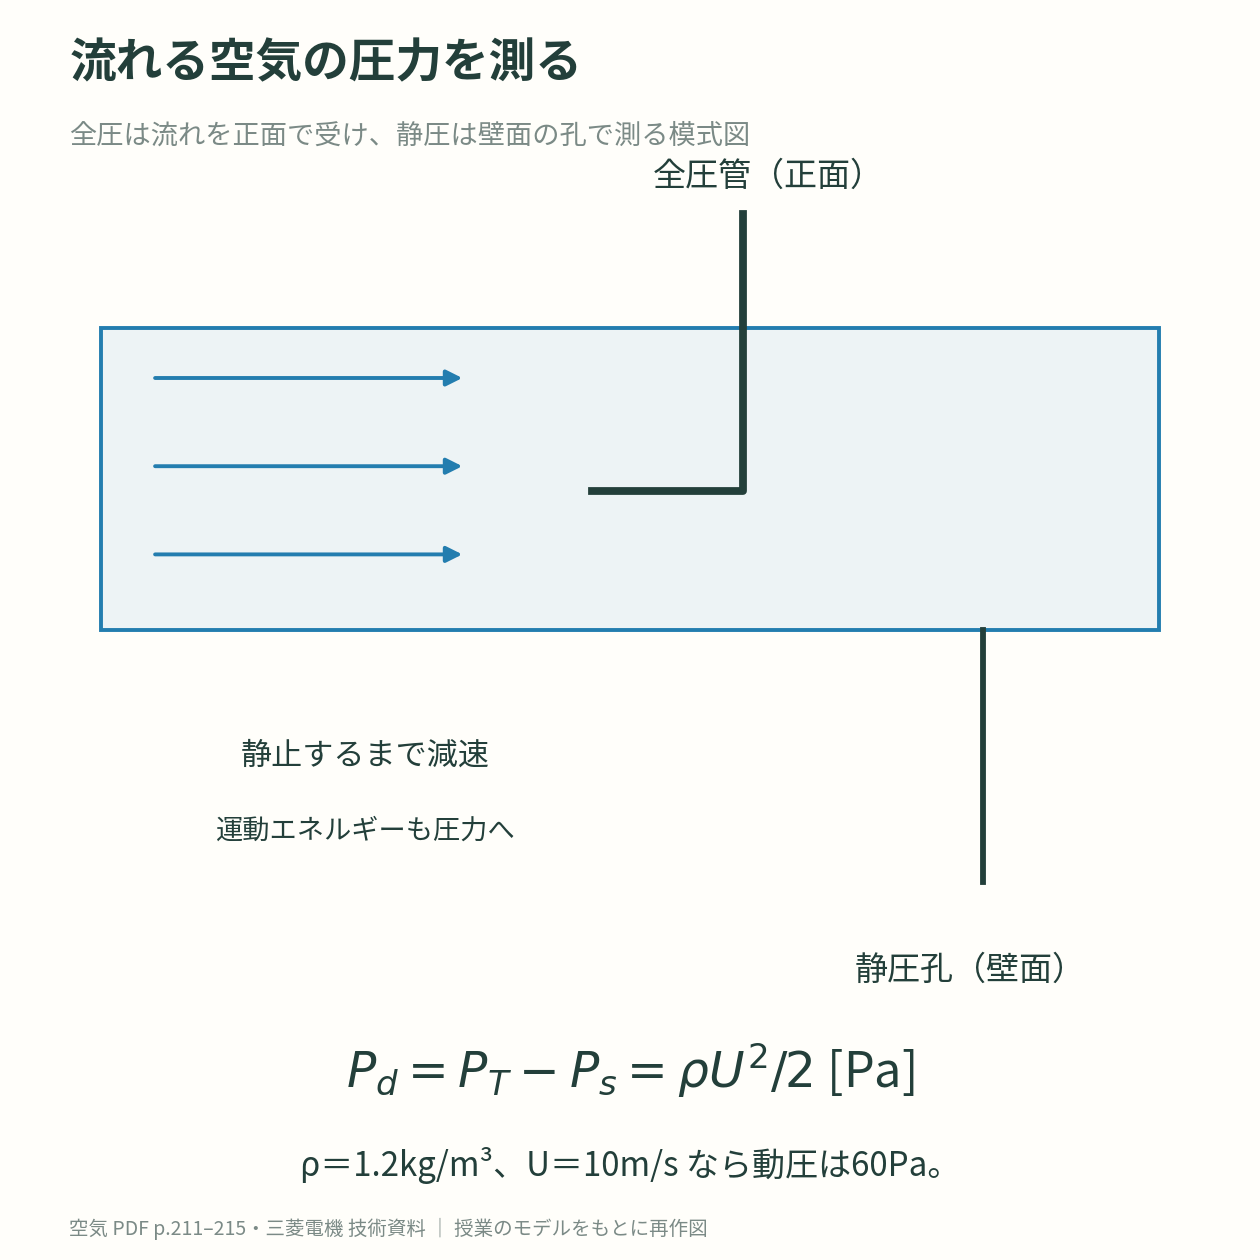 流れる空気の圧力を測る
全圧は流れを正面で受け、静圧は壁面の孔で測る模式図
全圧管（正面）
静止するまで減速
運動エネルギーも圧力へ
静圧孔（壁面）
P_d = P_T − P_s = ρU²/2 [Pa]
ρ＝1.2kg/m³、U＝10m/s なら動圧は60Pa。
空気 PDF p.211–215・三菱電機 技術資料 ｜ 授業のモデルをもとに再作図